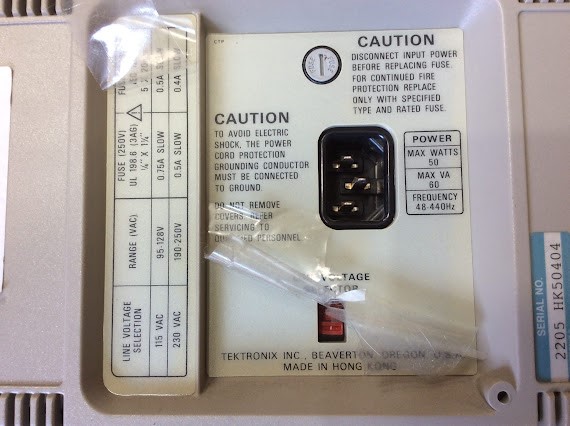 CAUTION
DISCONNECT INPUT POWER
BEFORE REPLACING FUSE.
FOR CONTINUED FIRE
PROTECTION REPLACE
ONLY WITH SPECIFIED
TYPE AND RATED FUSE.
CAUTION
TO AVOID ELECTRIC
SHOCK, THE POWER
CORD PROTECTION
GROUNDING CONDUCTOR
MUST BE CONNECTED
TO GROUND.
DO NOT REMOVE
COVERS. REFER
SERVICING TO
QUALIFIED PERSONNEL.
POWER
MAX WATTS
50
MAX VA
60
FREQUENCY
48-440Hz
VOLTAGE
TEKTRONIX INC., BEAVERTON, OREGON, U.S.A.
MADE IN HONG KONG
LINE VOLTAGE
SELECTION
115 VAC
230 VAC
RANGE (VAC)
95-128V
190-250V
FUSE (250V)
UL 198.6 (3AG)
¼" X 1¼"
0.75A SLOW
0.5A SLOW
0.5A SLOW
0.4A SLOW
SERIAL NO.
2205 HK50404